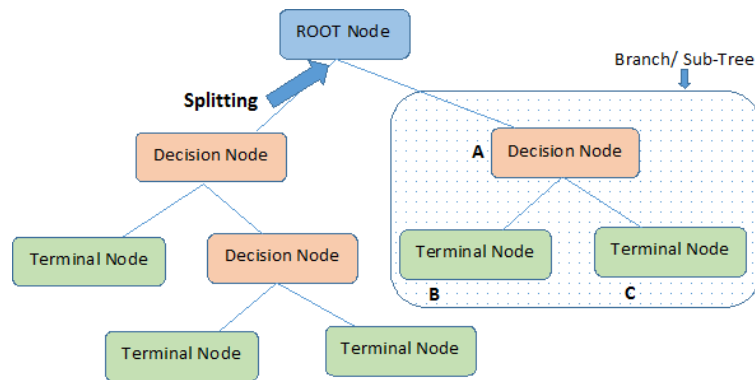 ROOT Node
Branch/ Sub-Tree
Splitting
Decision Node
A
Decision Node
Terminal Node
Decision Node
Terminal Node
Terminal Node
B
C
Terminal Node
Terminal Node